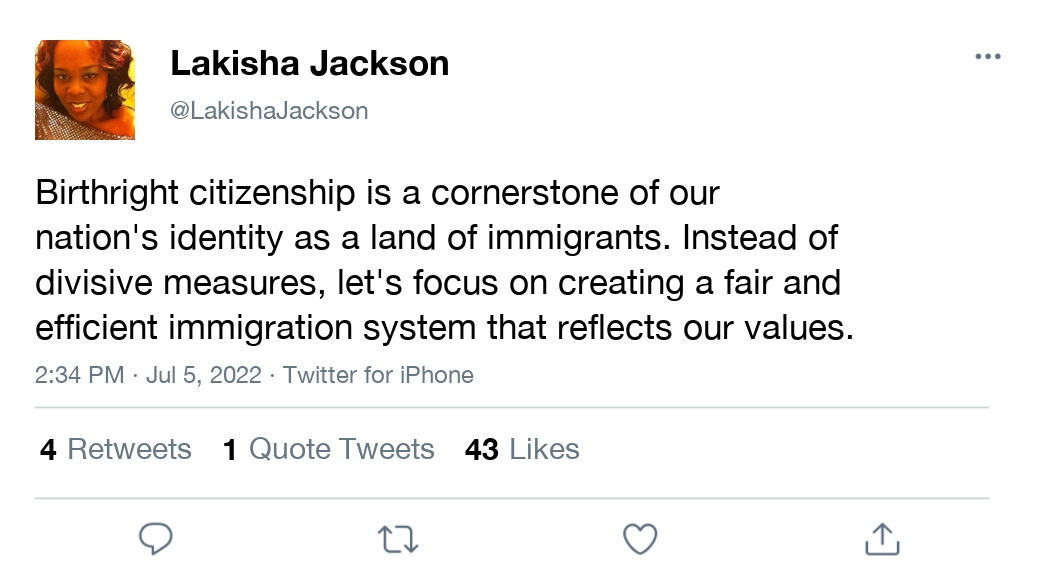 Lakisha Jackson
@LakishaJackson
Birthright citizenship is a cornerstone of our
nation's identity as a land of immigrants. Instead of
divisive measures, let's focus on creating a fair and
efficient immigration system that reflects our values.
2:34 PM · Jul 5, 2022 · Twitter for iPhone
4 Retweets 1 Quote Tweets 43 Likes